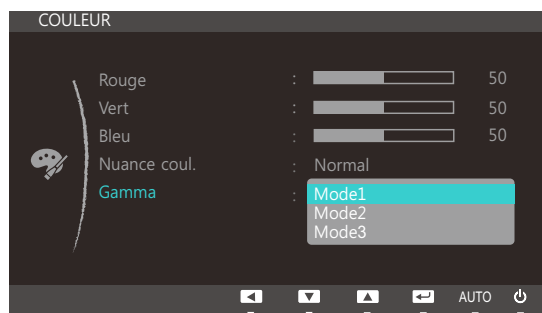 COULEUR
Rouge : 50
Vert : 50
Bleu : 50
Nuance coul. : Normal
Gamma : Mode1
Mode2
Mode3
AUTO